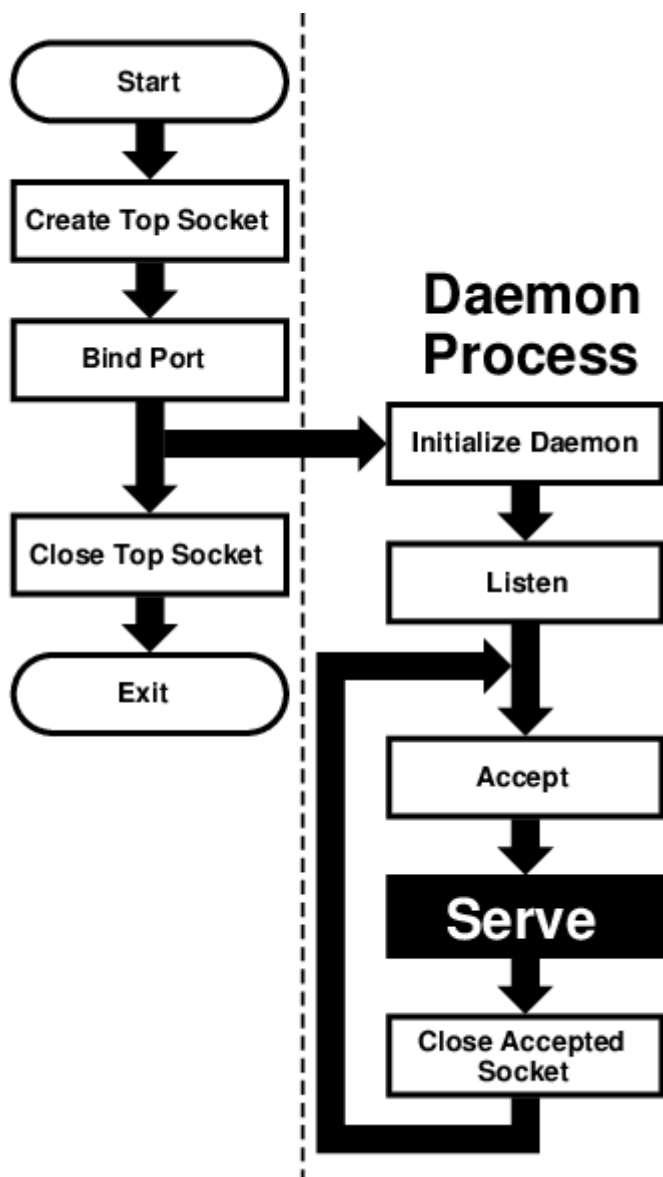 Start
Create Top Socket
Bind Port
Close Top Socket
Exit
Daemon
Process
Initialize Daemon
Listen
Accept
Serve
Close Accepted
Socket